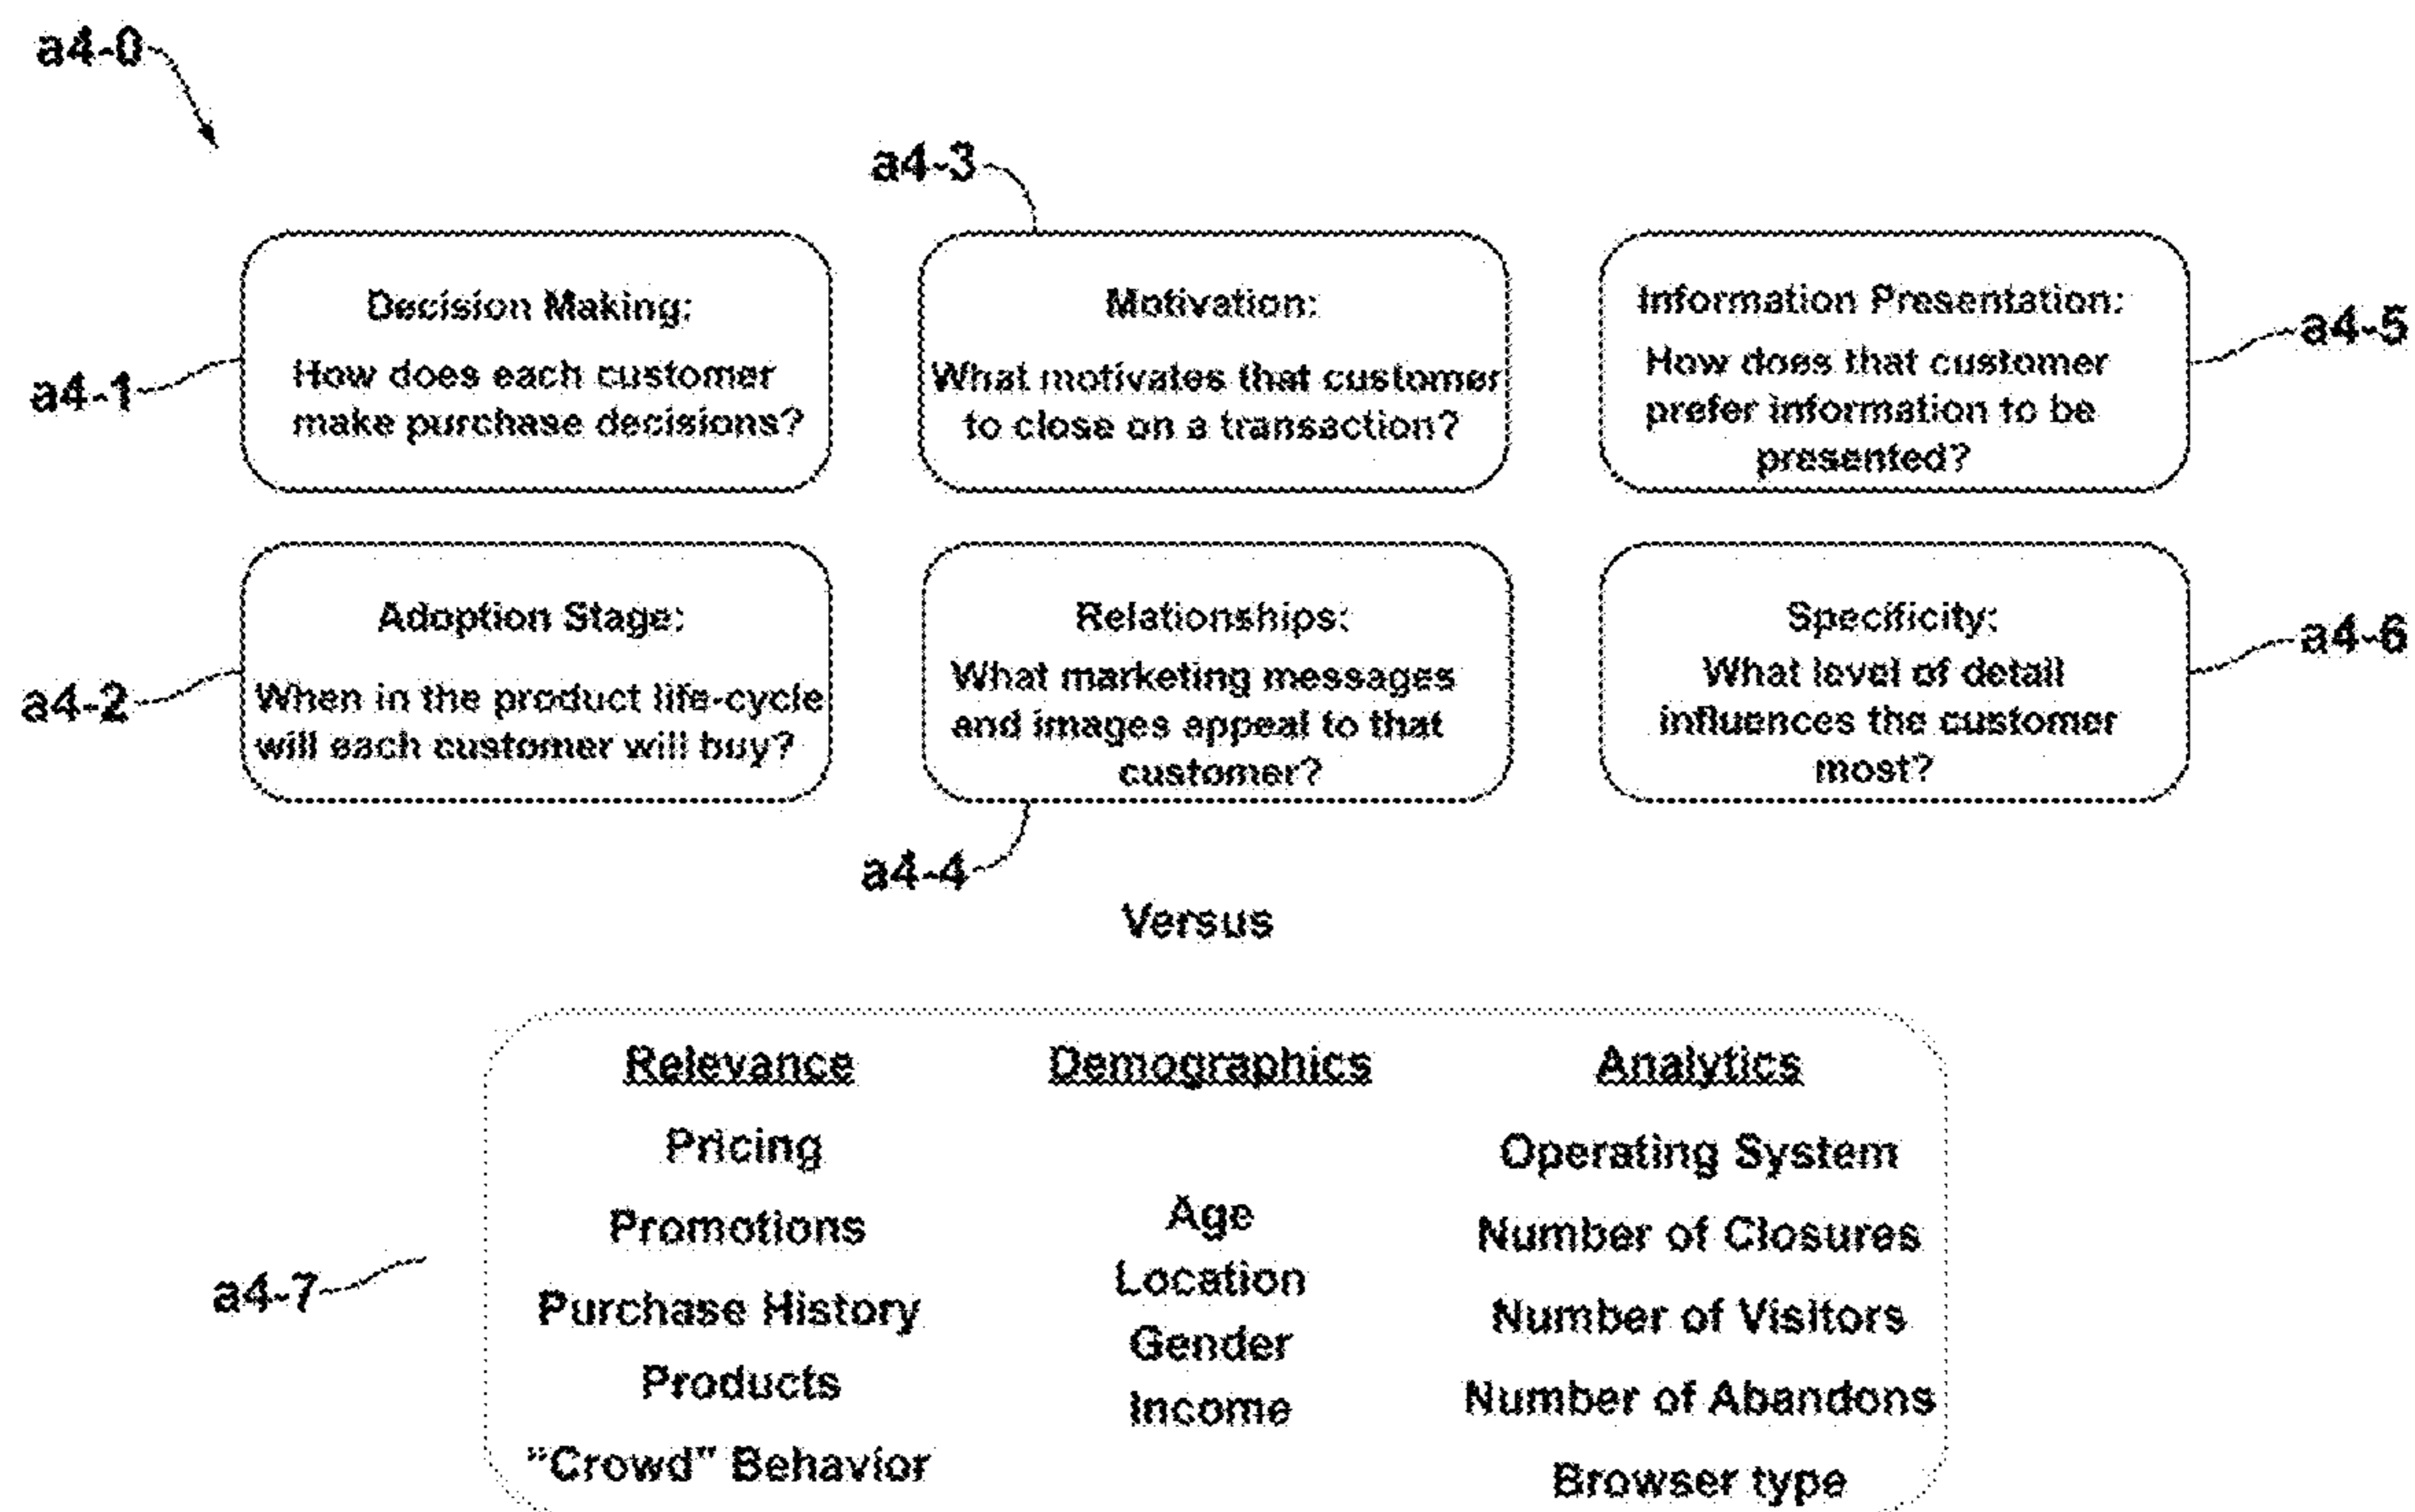 a4-0
a4-3
Decision Making:
How does each customer
make purchase decisions?
a4-1
Motivation:
What motivates that customer
to close on a transaction?
Information Presentation:
How does that customer
prefer information to be
presented?
a4-5
Adoption Stage:
When in the product life-cycle
will each customer will buy?
a4-2
Relationships:
What marketing messages
and images appeal to that
customer?
a4-4
Specificity:
What level of detail
influences the customer
most?
a4-6
Versus
a4-7
Relevance
Pricing
Promotions
Purchase History
Products
"Crowd" Behavior
Demographics
Age
Location
Gender
Income
Analytics
Operating System
Number of Closures
Number of Visitors
Number of Abandons
Browser type